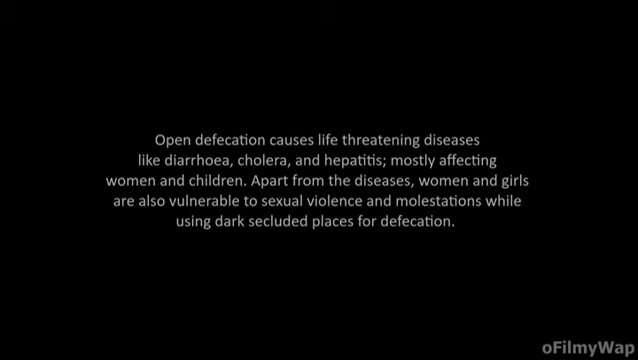 Open defecation causes life threatening diseases
like diarrhoea, cholera, and hepatitis; mostly affecting
women and children. Apart from the diseases, women and girls
are also vulnerable to sexual violence and molestations while
using dark secluded places for defecation.
oFilmyWap